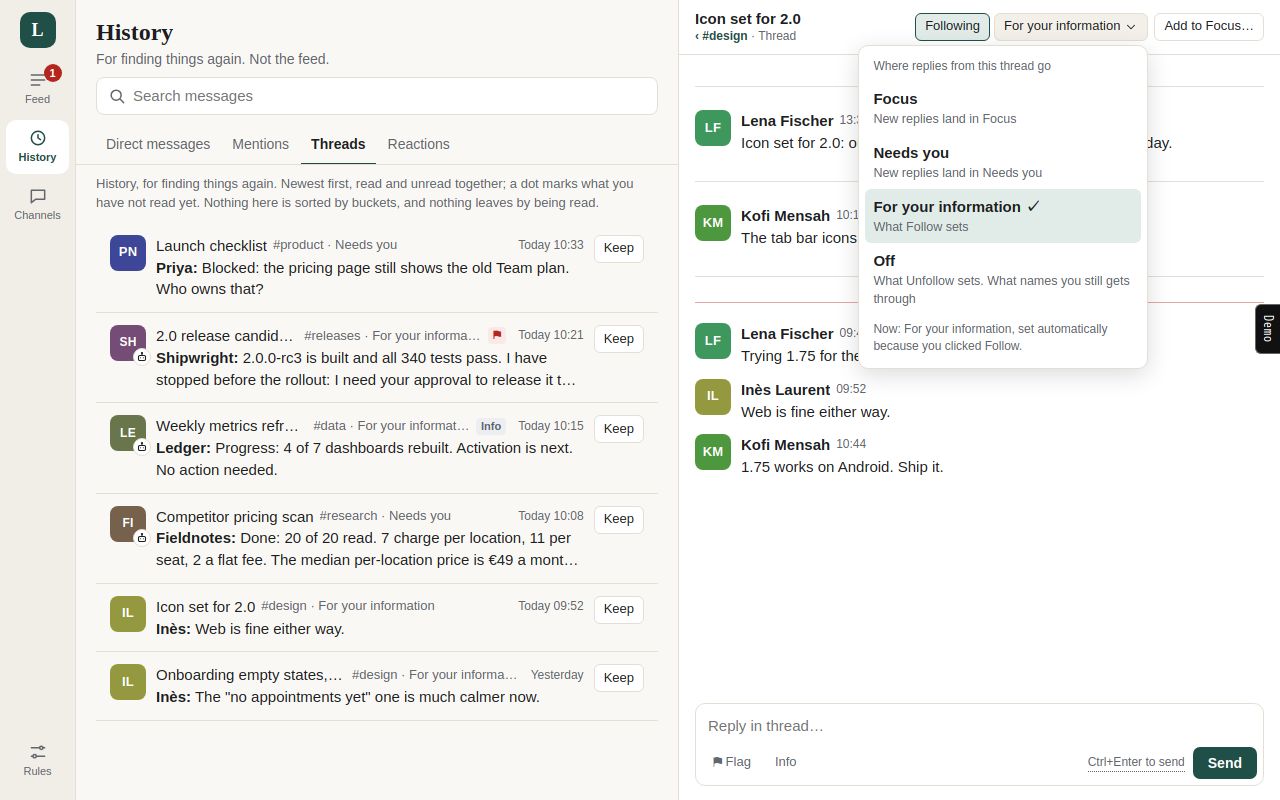 L
1
Feed
History
Channels
Rules
History
For finding things again. Not the feed.
Search messages
Direct messages
Mentions
Threads
Reactions
History, for finding things again. Newest first, read and unread together; a dot marks what you
have not read yet. Nothing here is sorted by buckets, and nothing leaves by being read.
PN
Launch checklist #product · Needs you Today 10:33 Keep
Priya: Blocked: the pricing page still shows the old Team plan.
Who owns that?
SH
2.0 release candid… #releases · For your informa… Today 10:21 Keep
Shipwright: 2.0.0-rc3 is built and all 340 tests pass. I have
stopped before the rollout: I need your approval to release it t…
LE
Weekly metrics refr… #data · For your informat… Info Today 10:15 Keep
Ledger: Progress: 4 of 7 dashboards rebuilt. Activation is next.
No action needed.
FI
Competitor pricing scan #research · Needs you Today 10:08 Keep
Fieldnotes: Done: 20 of 20 read. 7 charge per location, 11 per
seat, 2 a flat fee. The median per-location price is €49 a mont…
IL
Icon set for 2.0 #design · For your information Today 09:52 Keep
Inès: Web is fine either way.
IL
Onboarding empty states,… #design · For your informa… Yesterday Keep
Inès: The "no appointments yet" one is much calmer now.
Icon set for 2.0
‹ #design · Thread
Following
For your information
Add to Focus…
Where replies from this thread go
Focus
New replies land in Focus
Needs you
New replies land in Needs you
For your information ✓
What Follow sets
Off
What Unfollow sets. What names you still gets
through
Now: For your information, set automatically
because you clicked Follow.
LF
Lena Fischer
Icon set for 2.0: day.
KM
Kofi Mensah
The tab bar icons
LF
Lena Fischer
Trying 1.75 for the
IL
Inès Laurent 09:52
Web is fine either way.
KM
Kofi Mensah 10:44
1.75 works on Android. Ship it.
Demo
Reply in thread…
Flag
Info
Ctrl+Enter to send
Send